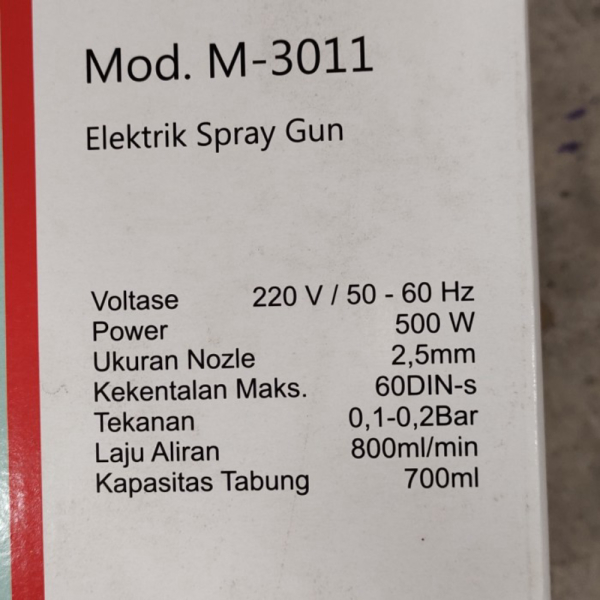 Mod. M-3011
Elektrik Spray Gun
Voltase 220 V / 50 - 60 Hz
Power 500 W
Ukuran Nozle 2,5mm
Kekentalan Maks. 60DIN-s
Tekanan 0,1-0,2Bar
Laju Aliran 800ml/min
Kapasitas Tabung 700ml